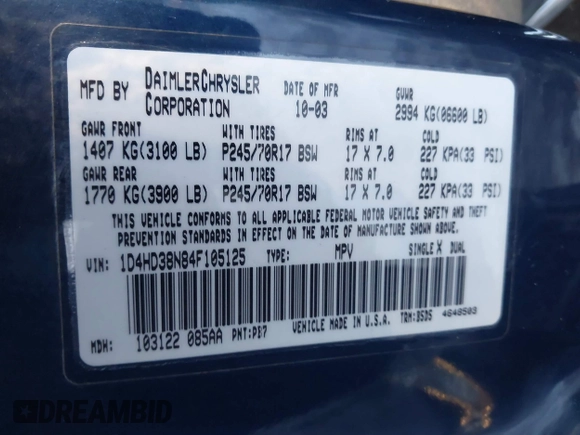 MFD BY DAIMLERCHRYSLER CORPORATION DATE OF MFR 10-03 GVWR 2994 KG(06600 LB)
GAWR FRONT WITH TIRES RIMS AT COLD
1407 KG(3100 LB) P245/70R17 BSW 17 X 7.0 227 KPA(33 PSI)
GAWR REAR WITH TIRES RIMS AT COLD
1770 KG(3900 LB) P245/70R17 BSW 17 X 7.0 227 KPA(33 PSI)
THIS VEHICLE CONFORMS TO ALL APPLICABLE FEDERAL MOTOR VEHICLE SAFETY AND THEFT
PREVENTION STANDARDS IN EFFECT ON THE DATE OF MANUFACTURE SHOWN ABOVE.
VIN: 1D4HD38N84F105125 TYPE: MPV SINGLE X DUAL
MDH: 103122 085AA PNT:PB7 VEHICLE MADE IN U.S.A. TRM:B5D5 4648503
DREAMBID